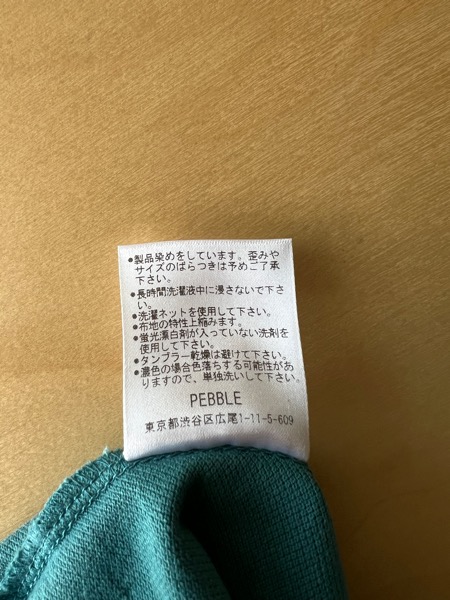 ●製品染めをしています。歪みや
サイズのばらつきは予めご了承
下さい。
●長時間洗濯液中に浸さないで下さ
い。
●洗濯ネットを使用して下さい。
●布地の特性上縮みます。
●蛍光漂白剤が入っていない洗剤を
使用して下さい。
●タンブラー乾燥は避けて下さい。
●濃色の場合色落ちする可能性があ
りますので、単独洗いして下さい。
PEBBLE
東京都渋谷区広尾1-11-5-609